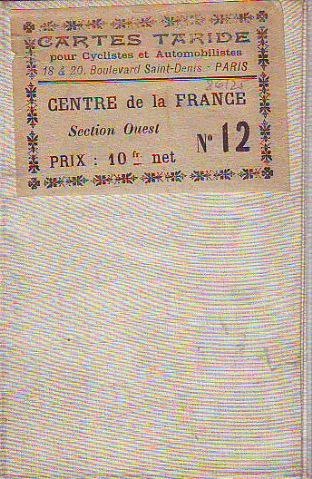 CARTES TARIDE
pour Cyclistes et Automobilistes
18 & 20. Boulevard Saint-Denis - PARIS
CENTRE de la FRANCE
Section Ouest
N° 12
PRIX : 10 fr. net